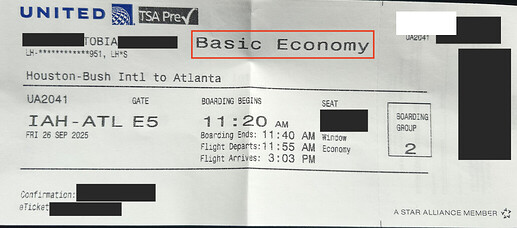 UNITED TSA Pre✓
TOBIA
Basic Economy
UA2041
LH-***********951, LH*S
Houston-Bush Intl to Atlanta
UA2041 GATE BOARDING BEGINS SEAT
IAH-ATL E5 11:20 AM
FRI 26 SEP 2025 Boarding Ends: 11:40 AM Window
Flight Departs: 11:55 AM Economy
Flight Arrives: 3:03 PM
BOARDING
GROUP
2
Confirmation:
eTicket
A STAR ALLIANCE MEMBER